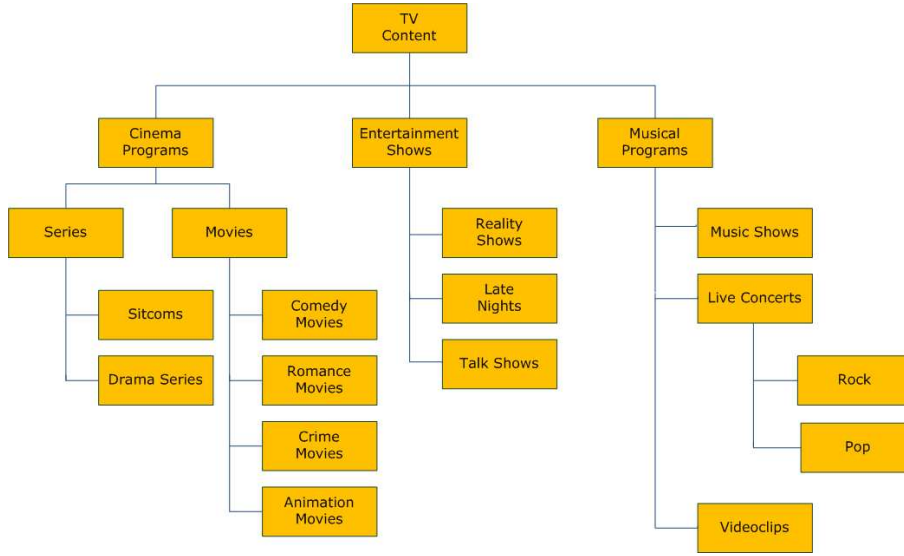 TV
Content
Cinema
Programs
Entertainment
Shows
Musical
Programs
Series
Movies
Reality
Shows
Music Shows
Sitcoms
Comedy
Movies
Late
Nights
Live Concerts
Drama Series
Romance
Movies
Talk Shows
Rock
Crime
Movies
Pop
Animation
Movies
Videoclips